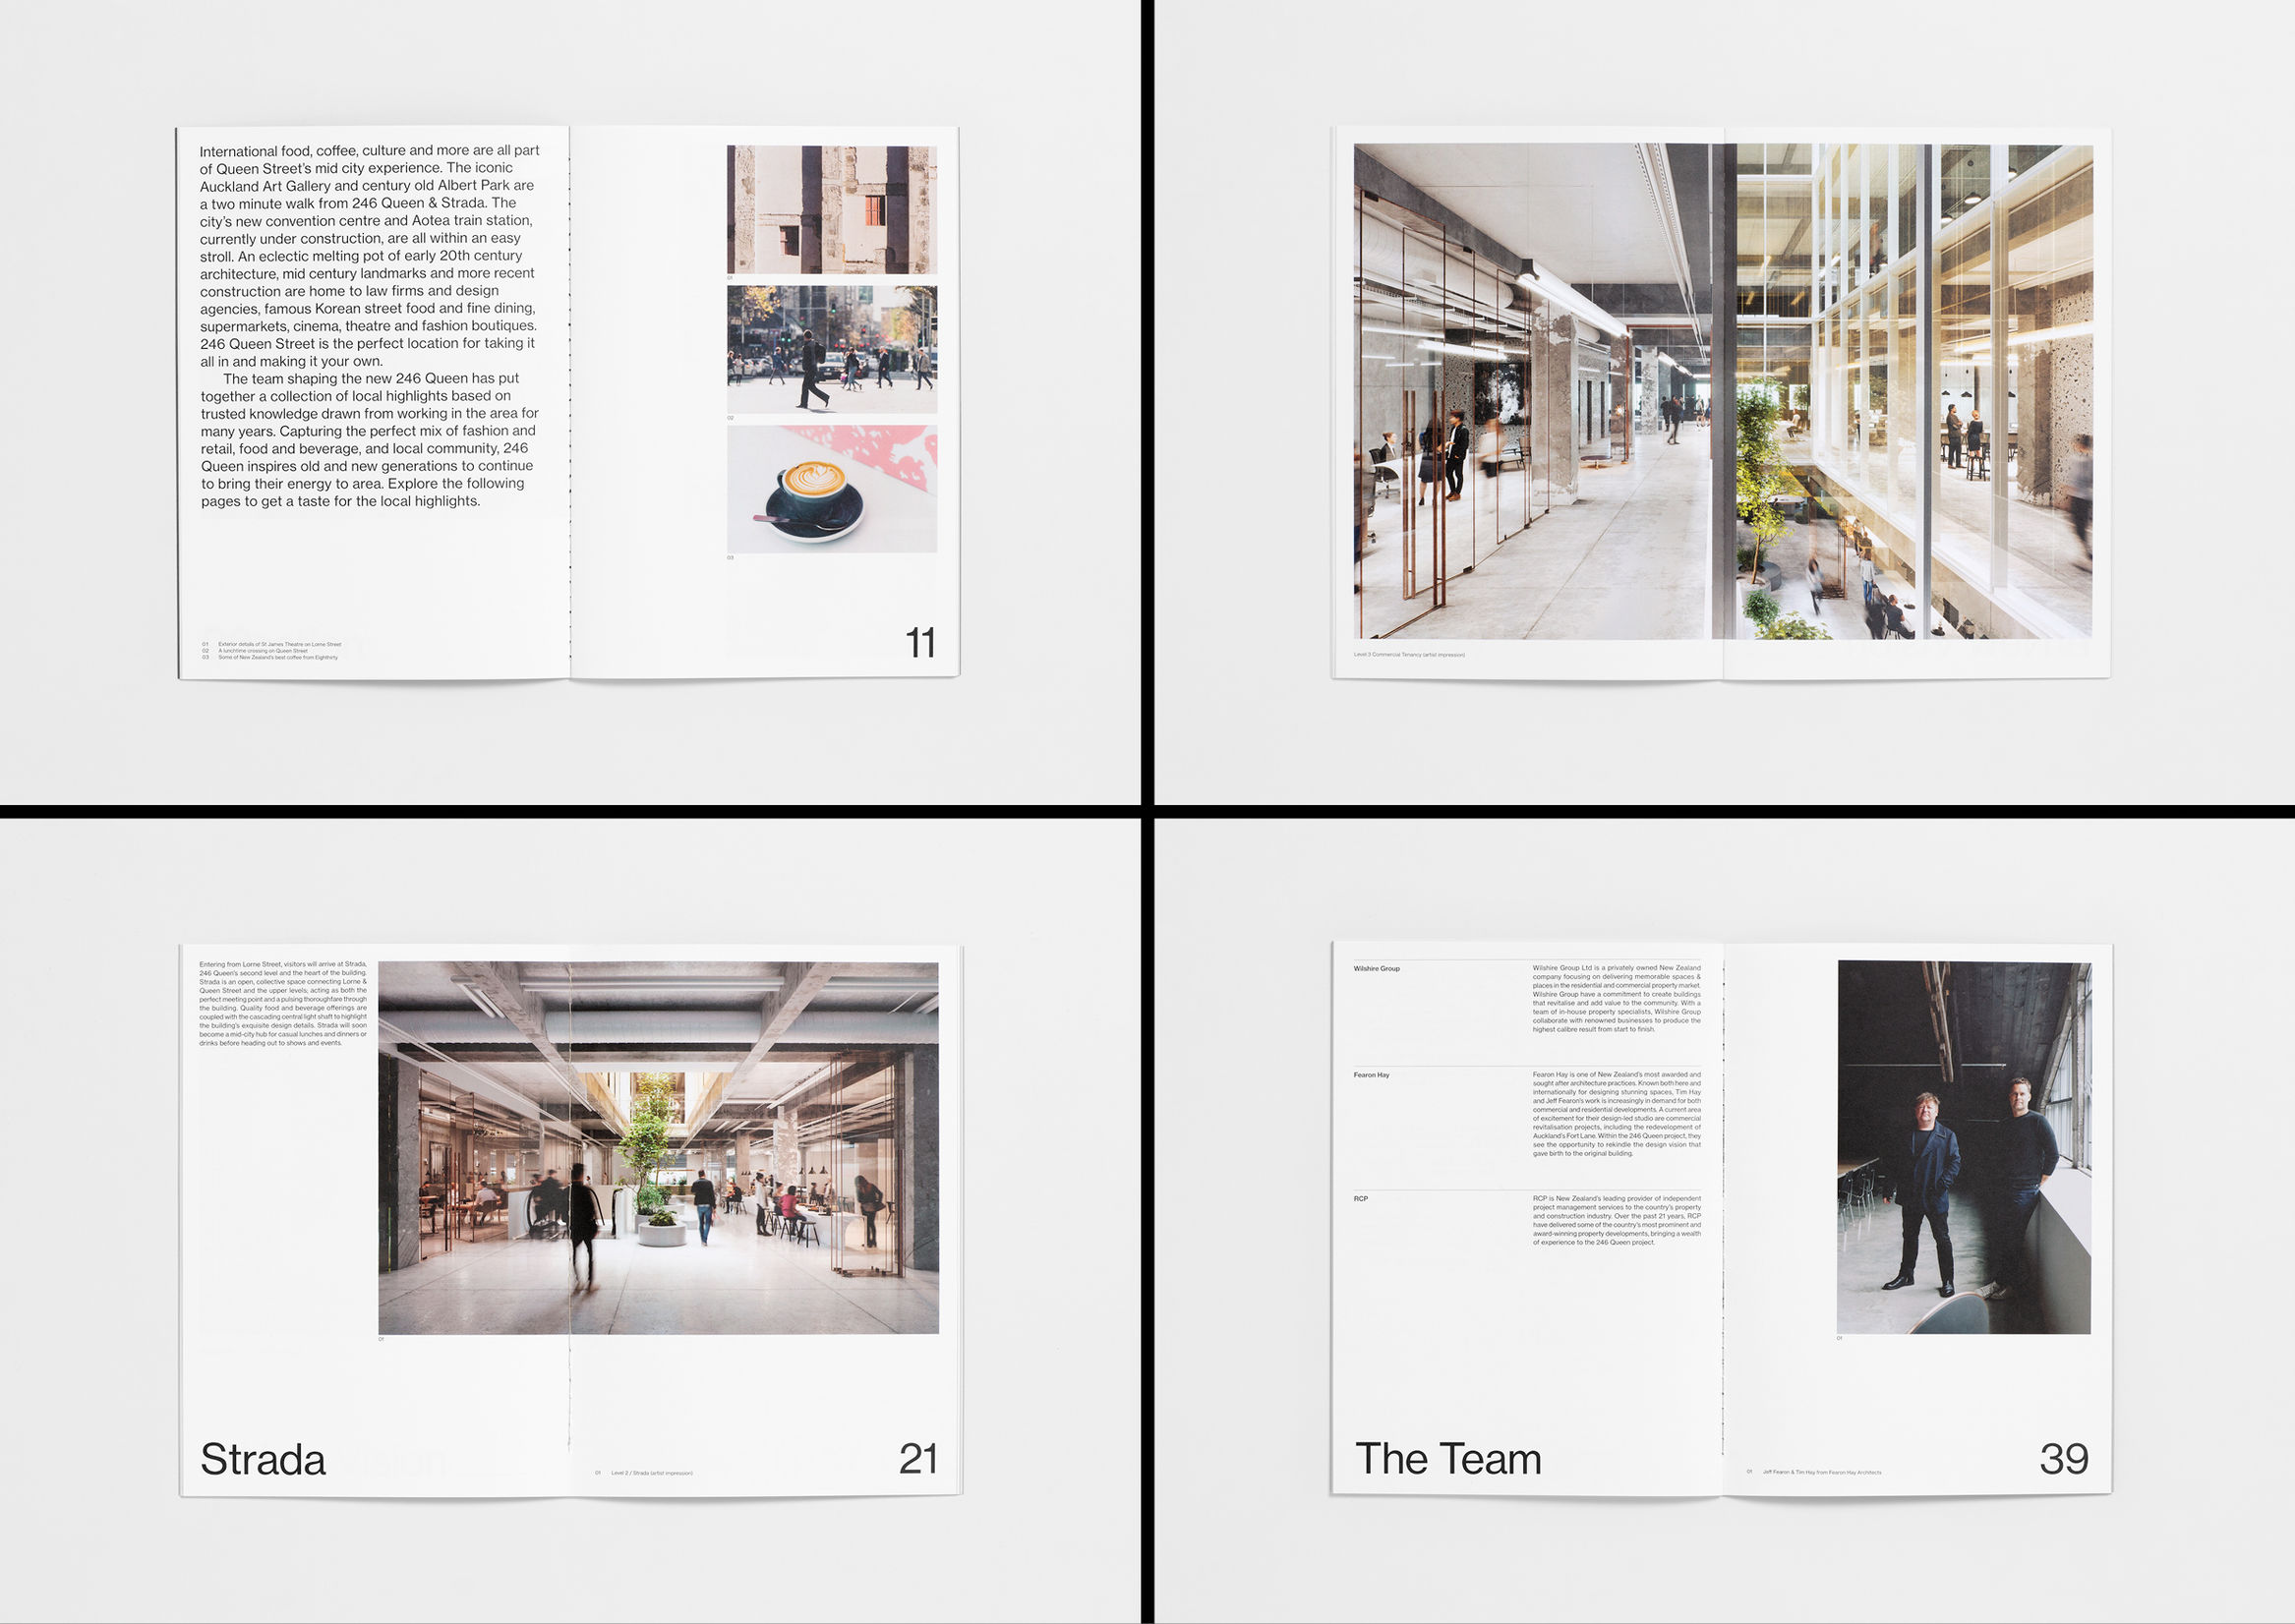 International food, coffee, culture and more are all part
of Queen Street's mid city experience. The iconic
Auckland Art Gallery and century old Albert Park are
a two minute walk from 246 Queen & Strada. The
city's new convention centre and Aotea train station,
currently under construction, are all within an easy
stroll. An eclectic melting pot of early 20th century
architecture, mid century landmarks and more recent
construction are home to law firms and design
agencies, famous Korean street food and fine dining,
supermarkets, cinema, theatre and fashion boutiques.
246 Queen Street is the perfect location for taking it
all in and making it your own.
The team shaping the new 246 Queen has put
together a collection of local highlights based on
trusted knowledge drawn from working in the area for
many years. Capturing the perfect mix of fashion and
retail, food and beverage, and local community, 246
Queen inspires old and new generations to continue
to bring their energy to area. Explore the following
pages to get a taste for the local highlights.
01 Exterior details of St James Theatre on Lorne Street
02 A lunchtime crossing on Queen Street
03 Some of New Zealand's best coffee from Eightthirty
01
02
03
11
Level 3 Commercial Tenancy (artist impression)
Entering from Lorne Street, visitors will arrive at Strada,
246 Queen's second level and the heart of the building.
Strada is an open, collective space connecting Lorne &
Queen Street and the upper levels; acting as both the
perfect meeting point and a pulsing thoroughfare through
the building. Quality food and beverage offerings are
coupled with the cascading central light shaft to highlight
the building's exquisite design details. Strada will soon
become a mid-city hub for casual lunches and dinners or
drinks before heading out to shows and events.
01
Strada
01 Level 2 / Strada (artist impression)
21
Wilshire Group
Wilshire Group Ltd is a privately owned New Zealand
company focusing on delivering memorable spaces &
places in the residential and commercial property market.
Wilshire Group have a commitment to create buildings
that revitalise and add value to the community. With a
team of in-house property specialists, Wilshire Group
collaborate with renowned businesses to produce the
highest calibre result from start to finish.
Fearon Hay
Fearon Hay is one of New Zealand's most awarded and
sought after architecture practices. Known both here and
internationally for designing stunning spaces, Tim Hay
and Jeff Fearon's work is increasingly in demand for both
commercial and residential developments. A current area
of excitement for their design-led studio are commercial
revitalisation projects, including the redevelopment of
Auckland's Fort Lane. Within the 246 Queen project, they
see the opportunity to rekindle the design vision that
gave birth to the original building.
RCP
RCP is New Zealand's leading provider of independent
project management services to the country's property
and construction industry. Over the past 21 years, RCP
have delivered some of the country's most prominent and
award-winning property developments, bringing a wealth
of experience to the 246 Queen project.
01
The Team
01 Jeff Fearon & Tim Hay from Fearon Hay Architects
39